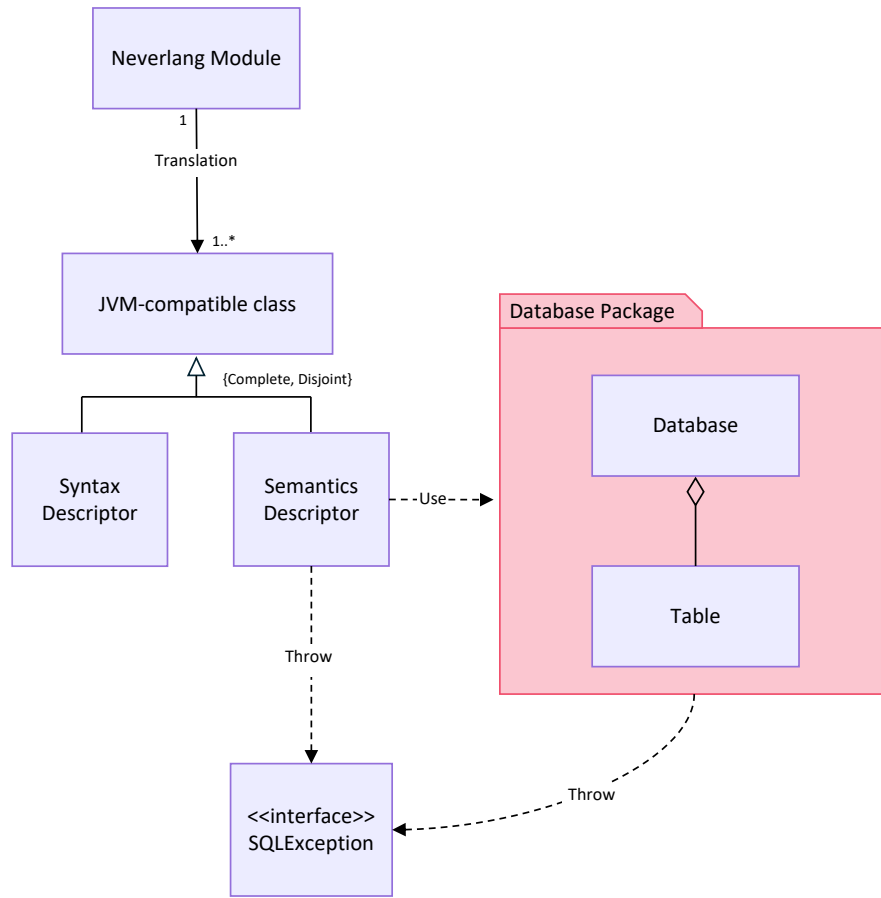 Neverlang Module
1
Translation
1..*
JVM-compatible class
{Complete, Disjoint}
Database Package
Database
Syntax
Descriptor
Semantics
Descriptor
Use
Table
Throw
<<interface>>
SQLException
Throw